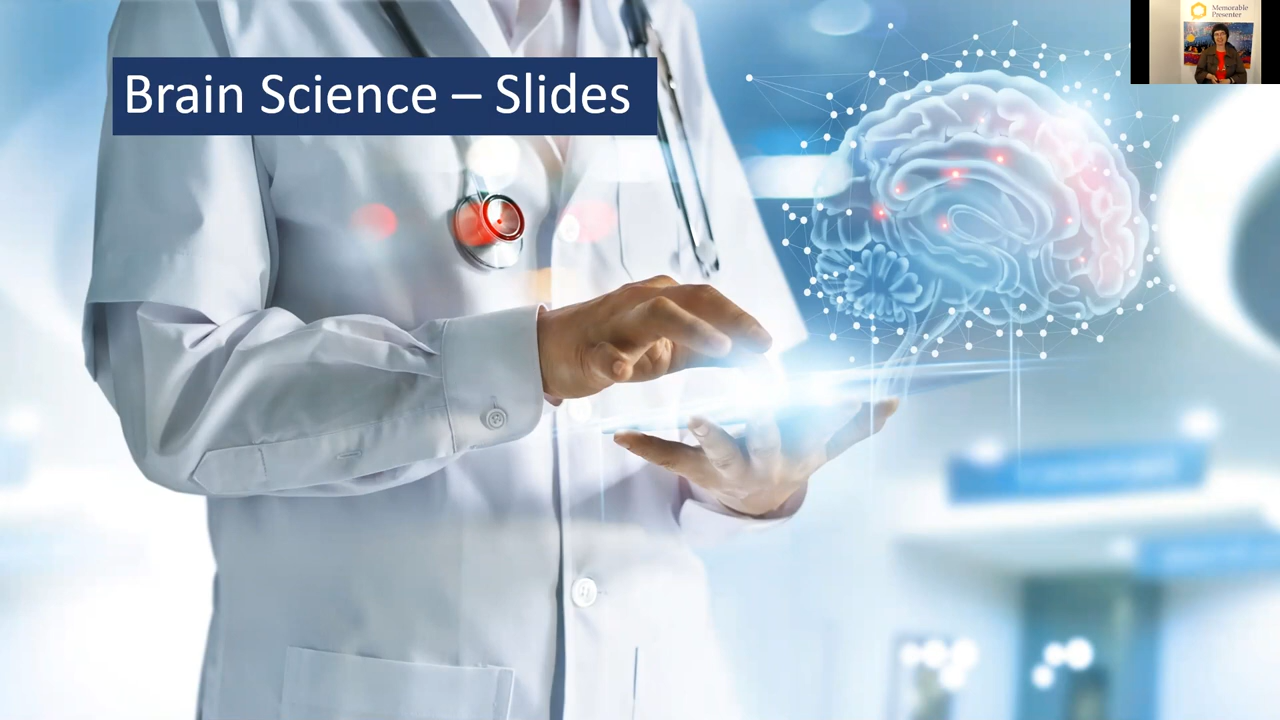 Brain Science – Slides
Memorable
Presenter